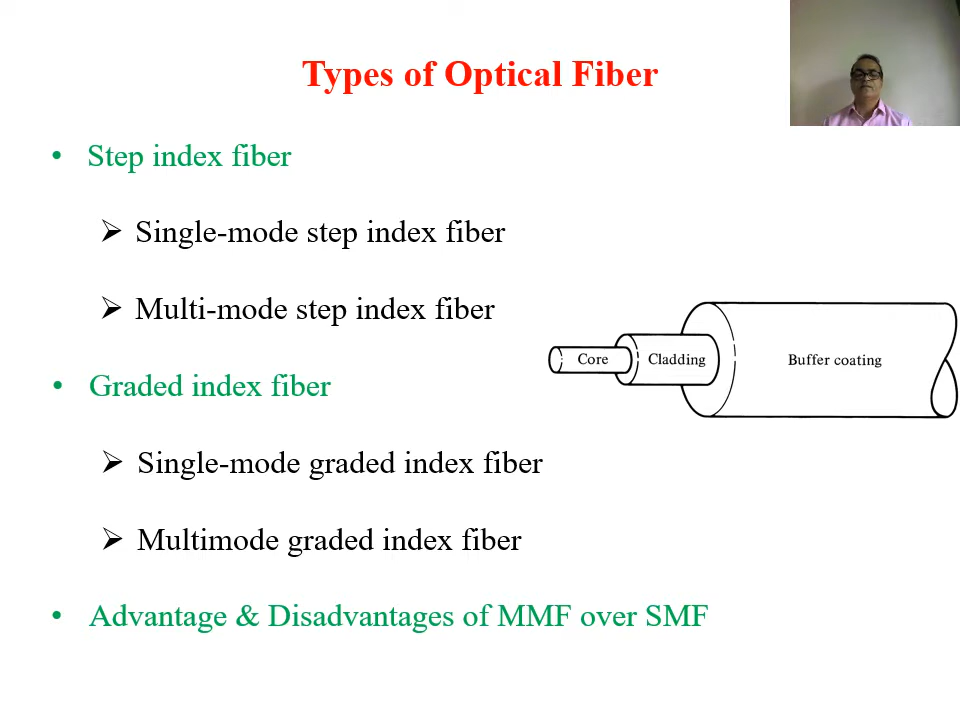 Types of Optical Fiber
• Step index fiber
➢ Single-mode step index fiber
➢ Multi-mode step index fiber
Core
Cladding
Buffer coating
• Graded index fiber
➢ Single-mode graded index fiber
➢ Multimode graded index fiber
• Advantage & Disadvantages of MMF over SMF